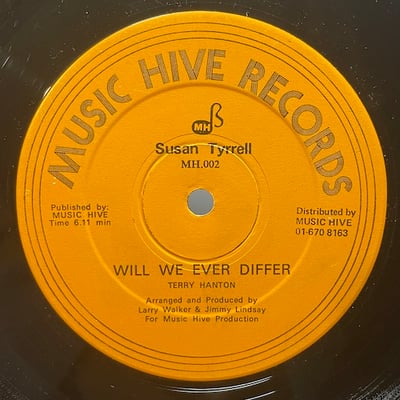 MUSIC HIVE RECORDS
MH
Susan Tyrrell
MH.002
Published by:
MUSIC HIVE
Time 6.11 min
Distributed by
MUSIC HIVE
01-670 8163
WILL WE EVER DIFFER
TERRY HANTON
Arranged and Produced by
Larry Walker & Jimmy Lindsay
For Music Hive Production